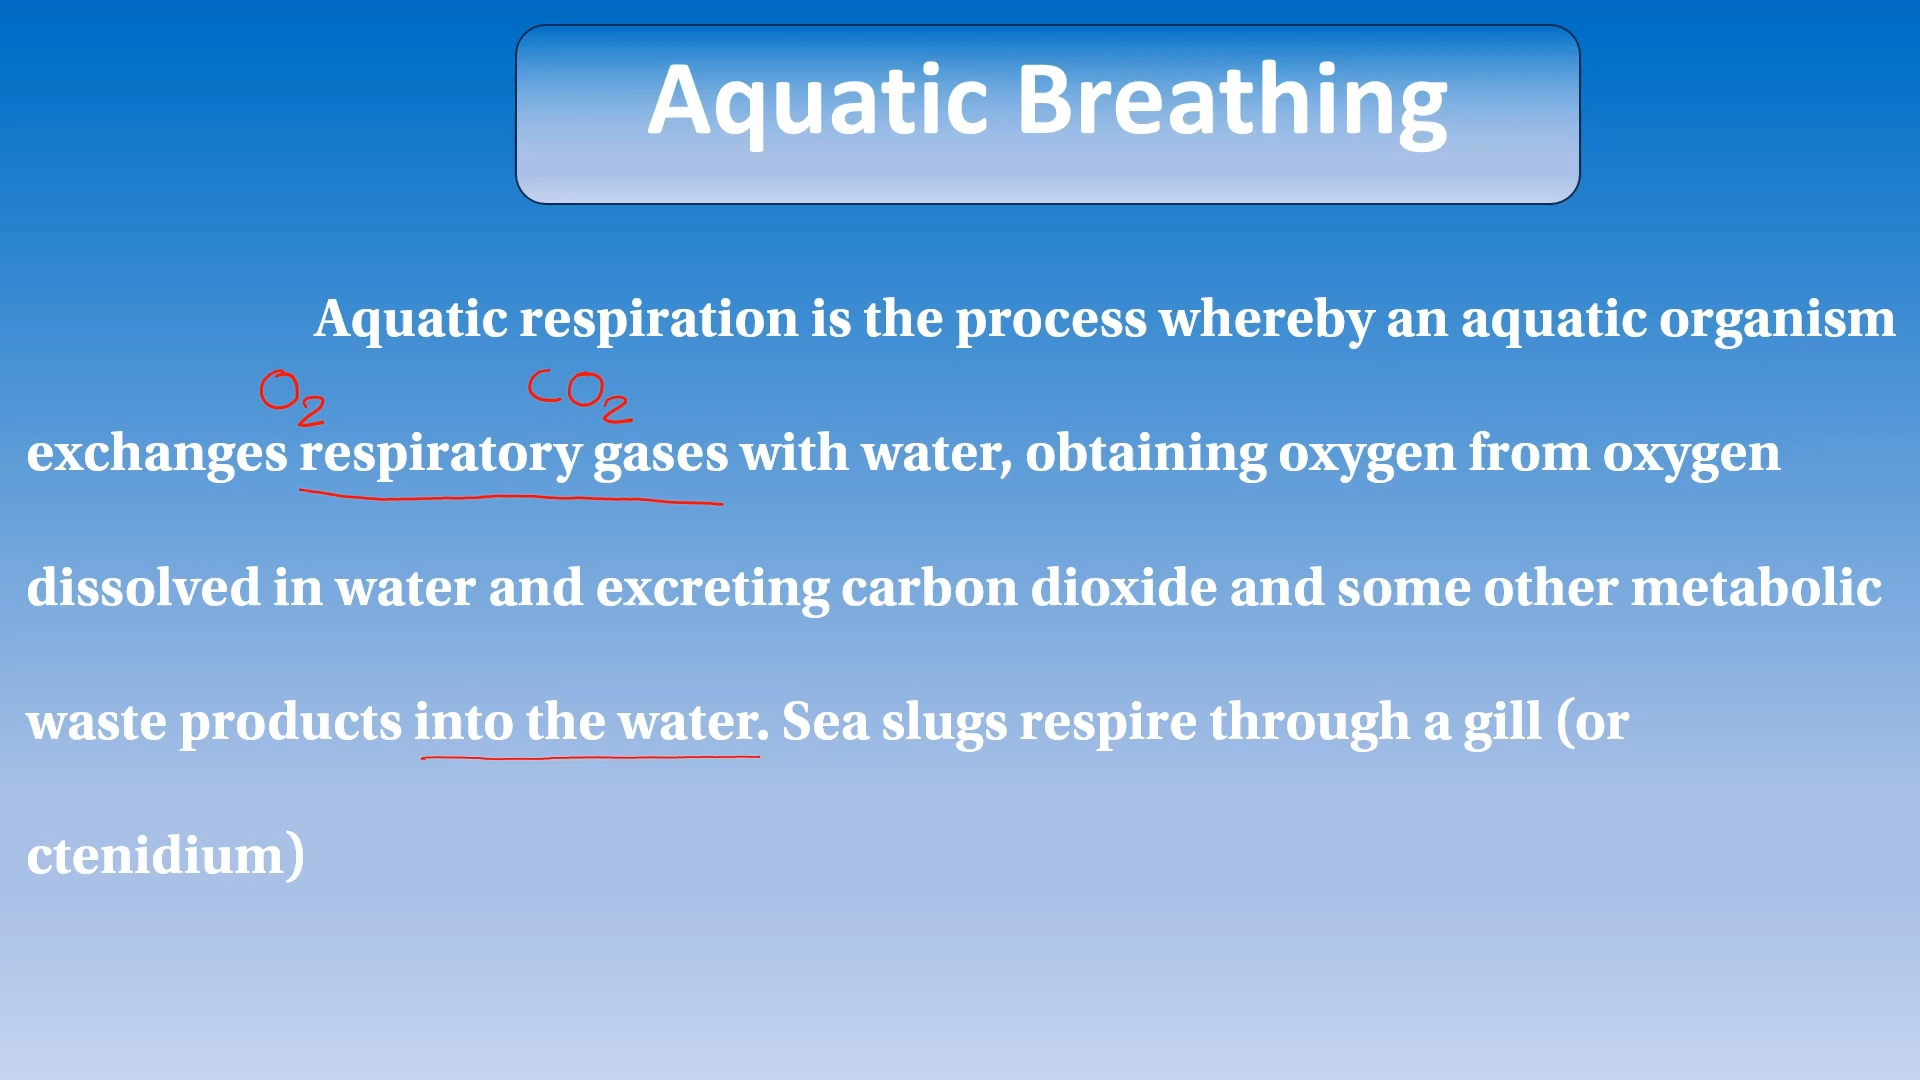 Aquatic Breathing
Aquatic respiration is the process whereby an aquatic organism
O2 CO2
exchanges respiratory gases with water, obtaining oxygen from oxygen
dissolved in water and excreting carbon dioxide and some other metabolic
waste products into the water. Sea slugs respire through a gill (or
ctenidium)